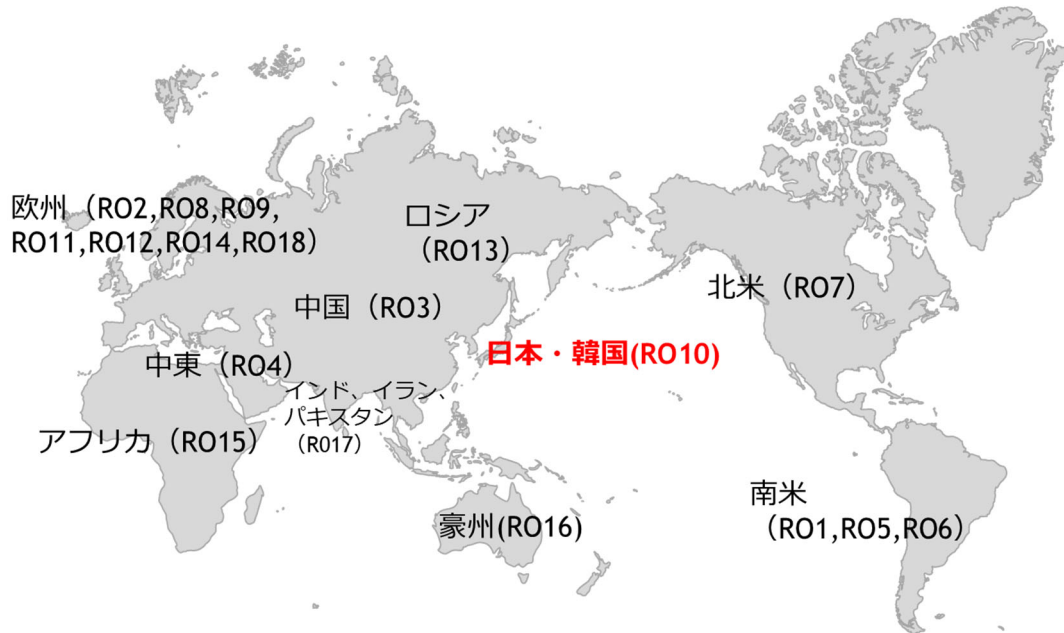 欧州（RO2,RO8,RO9,
RO11,RO12,RO14,RO18）
ロシア
（RO13）
中国（RO3）
北米（RO7）
日本・韓国(RO10)
中東（RO4）
インド、イラン、
パキスタン
（RO17）
アフリカ（RO15）
豪州(RO16)
南米
（RO1,RO5,RO6）